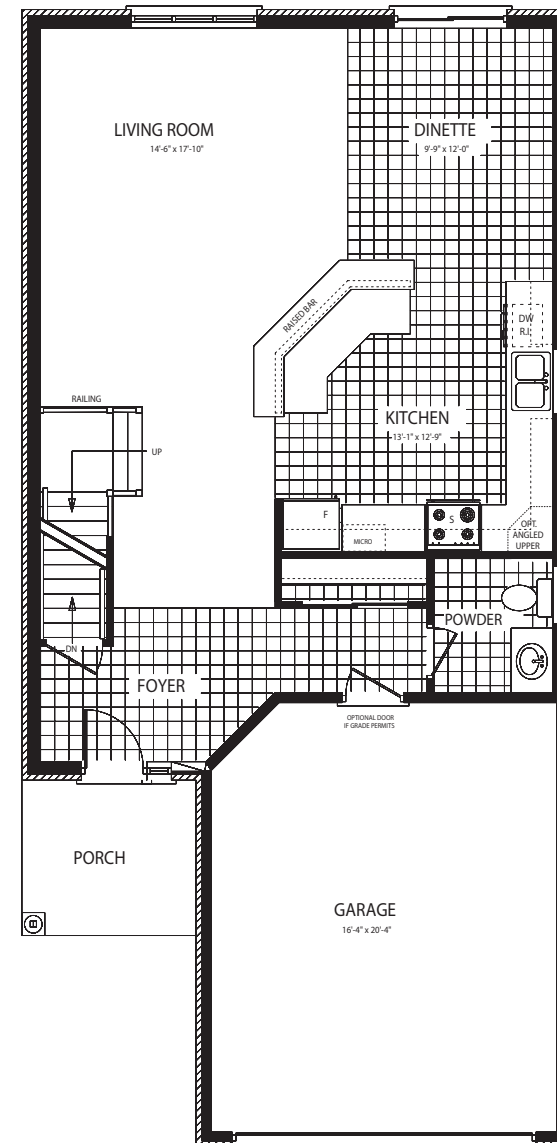 LIVING ROOM
14'-6" x 17'-10"
DINETTE
9'-9" x 12'-0"
RAISED BAR
DW
R.I.
RAILING
UP
KITCHEN
13'-1" x 12'-9"
F
MICRO
S
OPT.
ANGLED
UPPER
POWDER
DN
FOYER
OPTIONAL DOOR
IF GRADE PERMITS
PORCH
GARAGE
16'-4" x 20'-4"